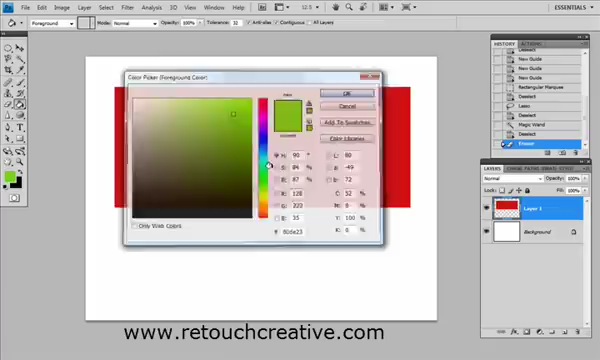 File Edit Image Layer Select Filter Analysis 3D View Window Help
ESSENTIALS
Foreground Mode: Normal Opacity: 100% Tolerance: 32 Anti-alias Contiguous All Layers
HISTORY ACTIONS
Deselect
New Guide
New Guide
New Guide
Rectangular Marquee
Deselect
Lasso
Deselect
Magic Wand
Deselect
Eraser
Color Picker (Foreground Color)
new
OK
Cancel
Add To Swatches
Color Libraries
H: 90 °
S: 84 %
B: 87 %
R: 128
G: 222
B: 35
L: 80
a: -49
b: 72
C: 52 %
M: 0 %
Y: 100 %
K: 0 %
Only Web Colors
# 80de23
LAYERS
Normal Opacity: 100%
Lock: Fill: 100%
Layer 1
Background
www.retouchcreative.com